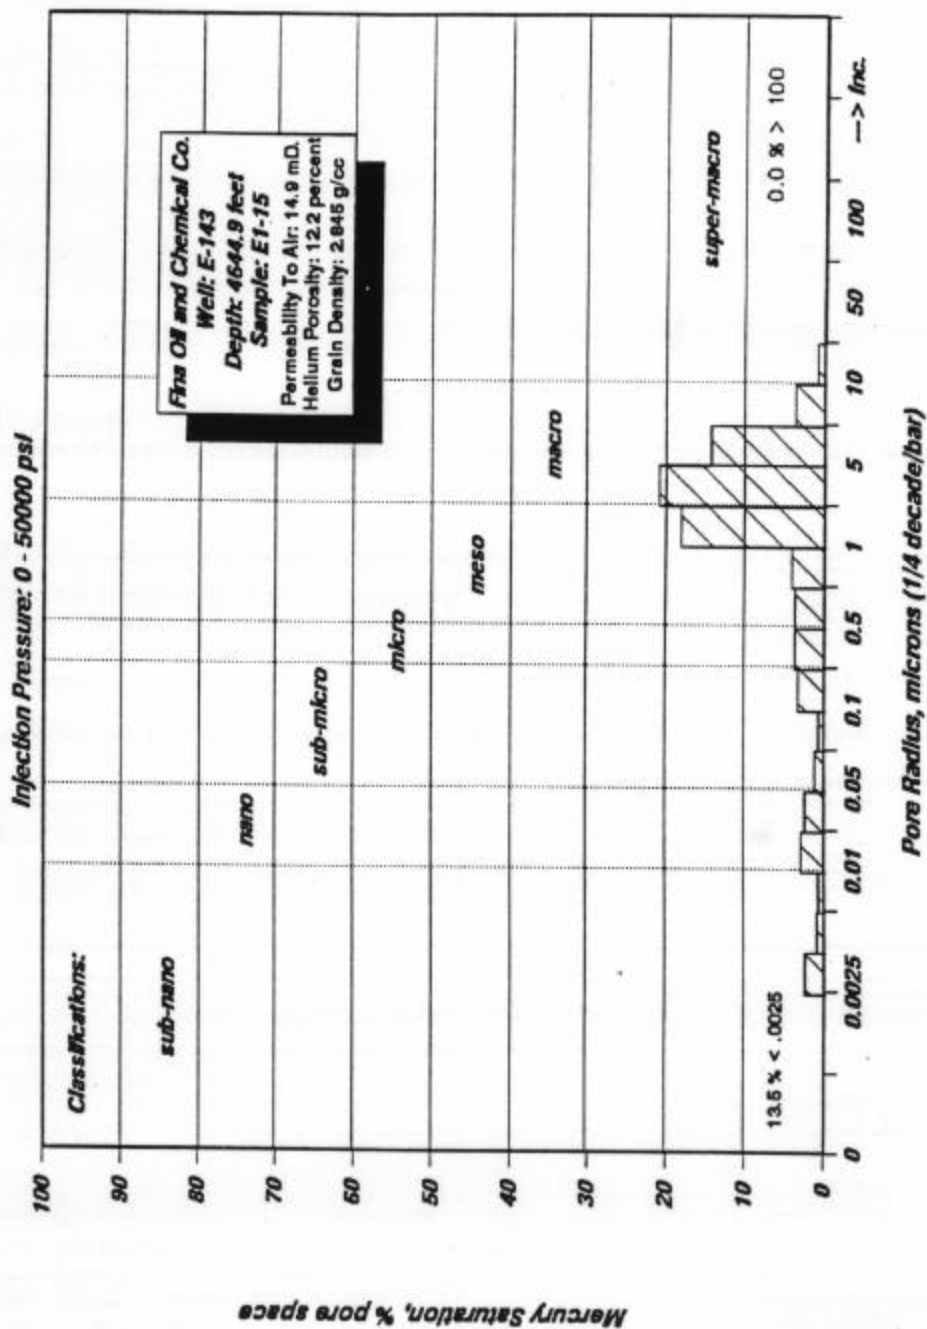 Injection Pressure: 0 - 50000 psi
Mercury Saturation, % pore space
100
90
80
70
60
50
40
30
20
10
0
Classifications:
sub-nano
nano
sub-micro
micro
meso
macro
super-macro
Fina Oil and Chemical Co.
Well: E-143
Depth: 4644.9 feet
Sample: E1-15
Permeability To Air: 14.9 mD.
Helium Porosity: 12.2 percent
Grain Density: 2.845 g/cc
13.5 % < .0025
0.0 % > 100
0
0.0025
0.01
0.05
0.1
0.5
1
5
10
50
100
---> Inc.
Pore Radius, microns (1/4 decade/bar)